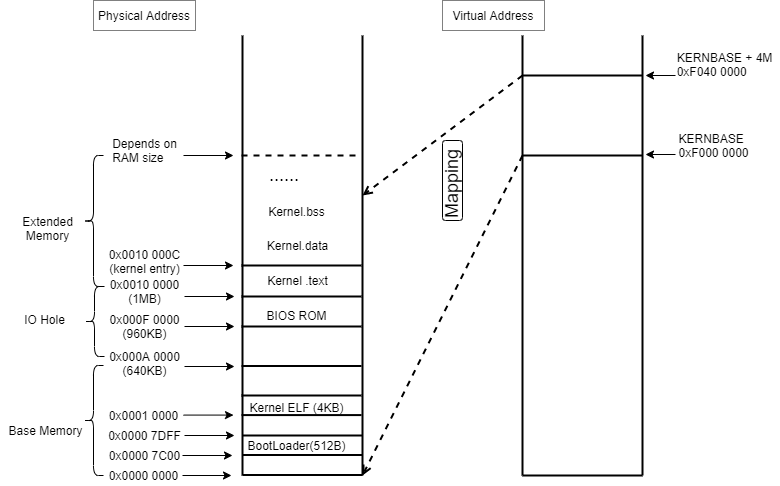 Physical Address
Virtual Address
KERNBASE + 4M
0xF040 0000
KERNBASE
0xF000 0000
Mapping
Depends on
RAM size
......
Kernel.bss
Extended
Memory
Kernel.data
0x0010 000C
(kernel entry)
Kernel .text
0x0010 0000
(1MB)
IO Hole
BIOS ROM
0x000F 0000
(960KB)
0x000A 0000
(640KB)
Kernel ELF (4KB)
0x0001 0000
Base Memory
0x0000 7DFF
BootLoader(512B)
0x0000 7C00
0x0000 0000